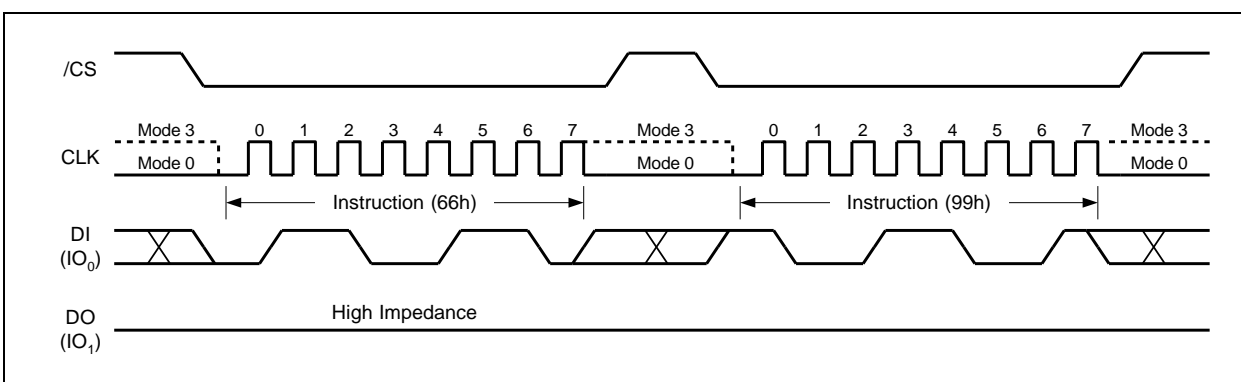 /CS
Mode 3 0 1 2 3 4 5 6 7 Mode 3 0 1 2 3 4 5 6 7 Mode 3
CLK
Mode 0 Mode 0 Mode 0
Instruction (66h) Instruction (99h)
DI
(IO₀)
High Impedance
DO
(IO₁)